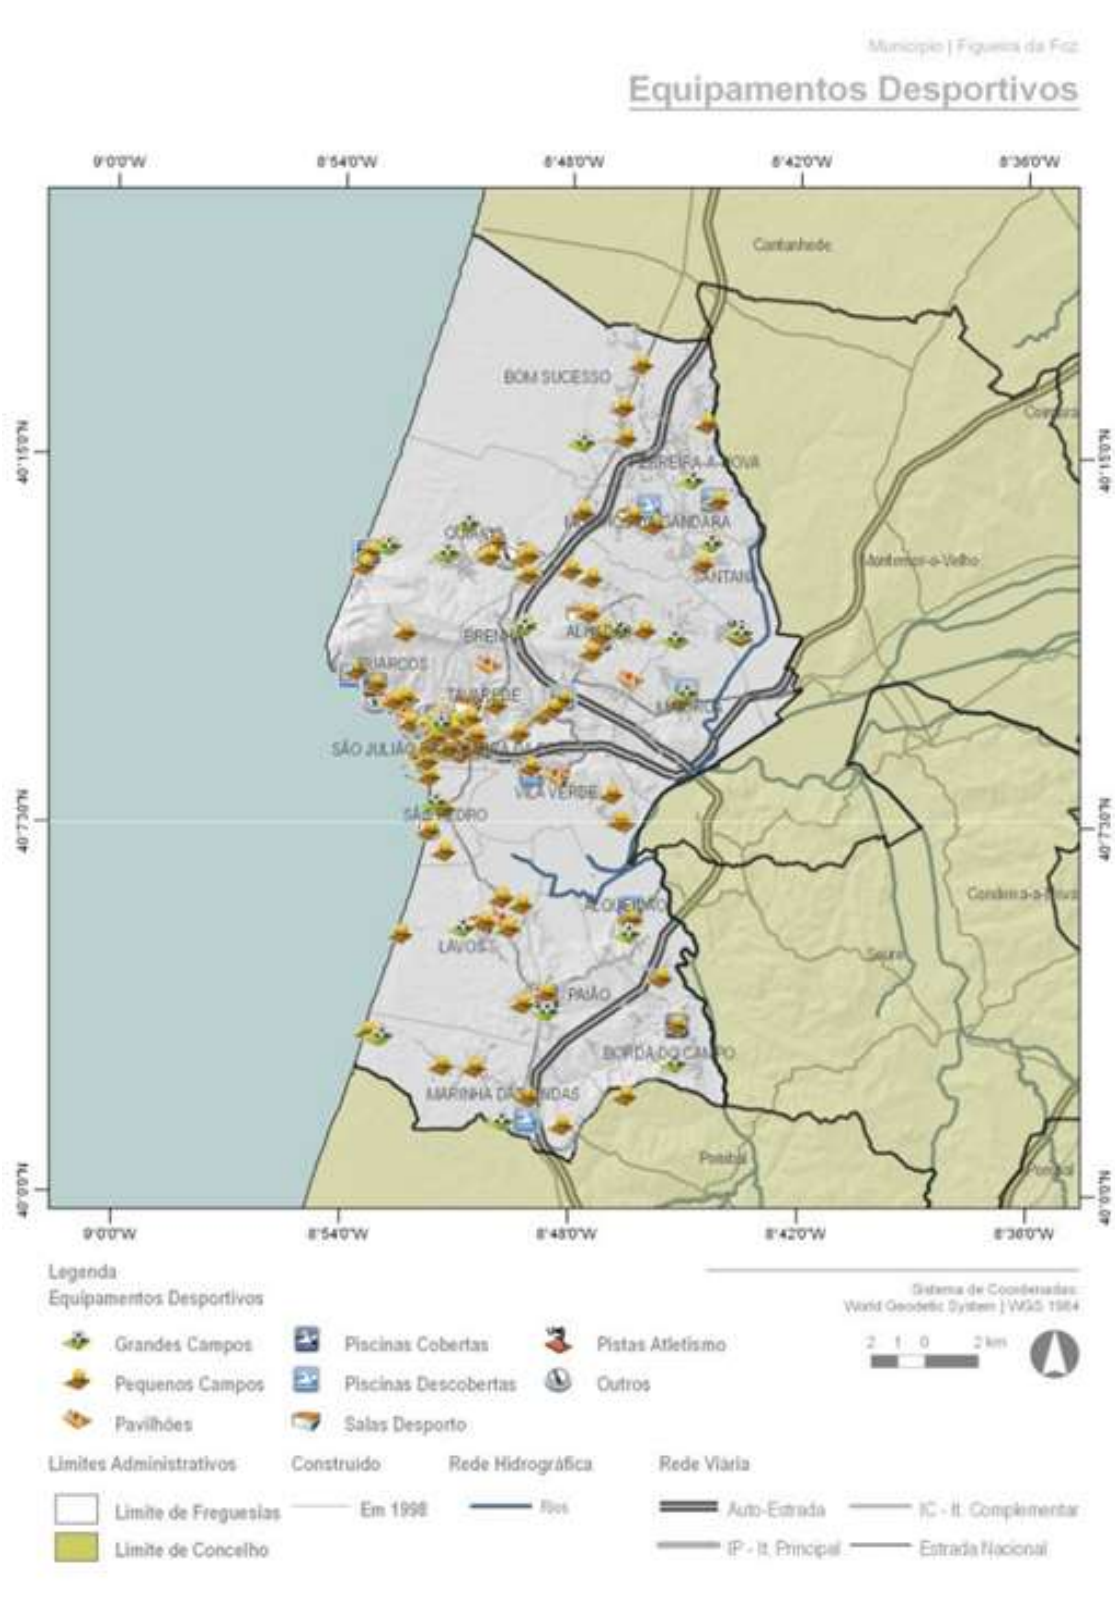 Município | Figueira da Foz
Equipamentos Desportivos
9°0'0"W 8°54'0"W 8°48'0"W 8°42'0"W 8°36'0"W
Cantanhede
BOM SUCESSO
40°15'0"N
40°15'0"N
FERREIRA-A-NOVA
QUIAIOS
Montemor-o-Velho
SANTANA
BRENHA
ALHADAS
BUARCOS
TAVAREDE
MAIORCA
SÃO JULIÃO
VILA VERDE
SÃO PEDRO
40°7'30"N
40°7'30"N
ALQUEIDÃO
LAVOS
Soure
PAIÃO
BORDA DO CAMPO
MARINHA DAS ONDAS
Pombal
Pombal
40°0'0"N
40°0'0"N
9°0'0"W 8°54'0"W 8°48'0"W 8°42'0"W 8°36'0"W
Legenda
Equipamentos Desportivos
Sistema de Coordenadas:
World Geodetic System | WGS 1984
Grandes Campos Piscinas Cobertas Pistas Atletismo
2 1 0 2 km
Pequenos Campos Piscinas Descobertas Outros
Pavilhões Salas Desporto
Limites Administrativos Construido Rede Hidrográfica Rede Viária
Limite de Freguesias Em 1998 Rios Auto-Estrada IC - It. Complementar
Limite de Concelho IP - It. Principal Estrada Nacional